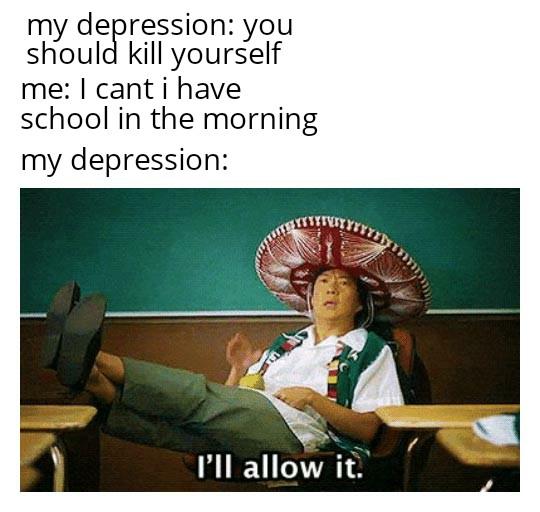 my depression: you
should kill yourself
me: I cant i have
school in the morning
my depression:
I'll allow it.